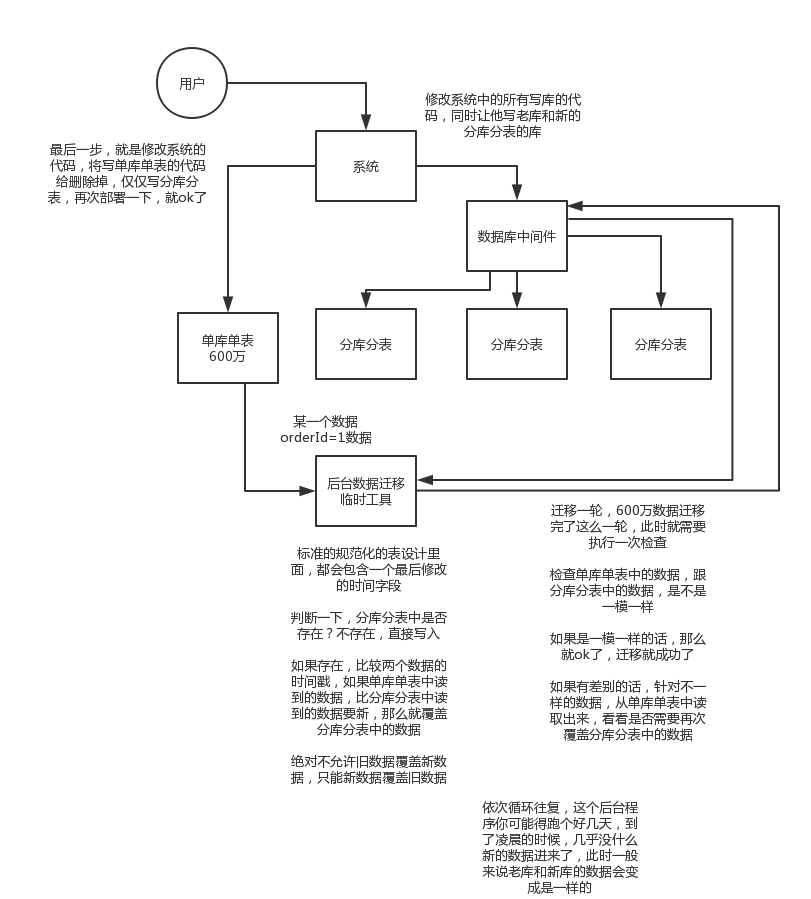 用户
修改系统中的所有写库的代
码，同时让他写老库和新的
分库分表的库
最后一步，就是修改系统的
代码，将写单库单表的代码
给删除掉，仅仅写分库分
表，再次部署一下，就ok了
系统
数据库中间件
单库单表
600万
分库分表
分库分表
分库分表
某一个数据
orderId=1数据
后台数据迁移
临时工具
标准的规范化的表设计里
面，都会包含一个最后修改
的时间字段
判断一下，分库分表中是否
存在？不存在，直接写入
如果存在，比较两个数据的
时间戳，如果单库单表中读
到的数据，比分库分表中读
到的数据要新，那么就覆盖
分库分表中的数据
绝对不允许旧数据覆盖新数
据，只能新数据覆盖旧数据
迁移一轮，600万数据迁移
完了这么一轮，此时就需要
执行一次检查
检查单库单表中的数据，跟
分库分表中的数据，是不是
一模一样
如果是一模一样的话，那么
就ok了，迁移就成功了
如果有差别的话，针对不一
样的数据，从单库单表中读
取出来，看看是否需要再次
覆盖分库分表中的数据
依次循环往复，这个后台程
序你可能得跑个好几天，到
了凌晨的时候，几乎没什么
新的数据进来了，此时一般
来说老库和新库的数据会变
成是一样的